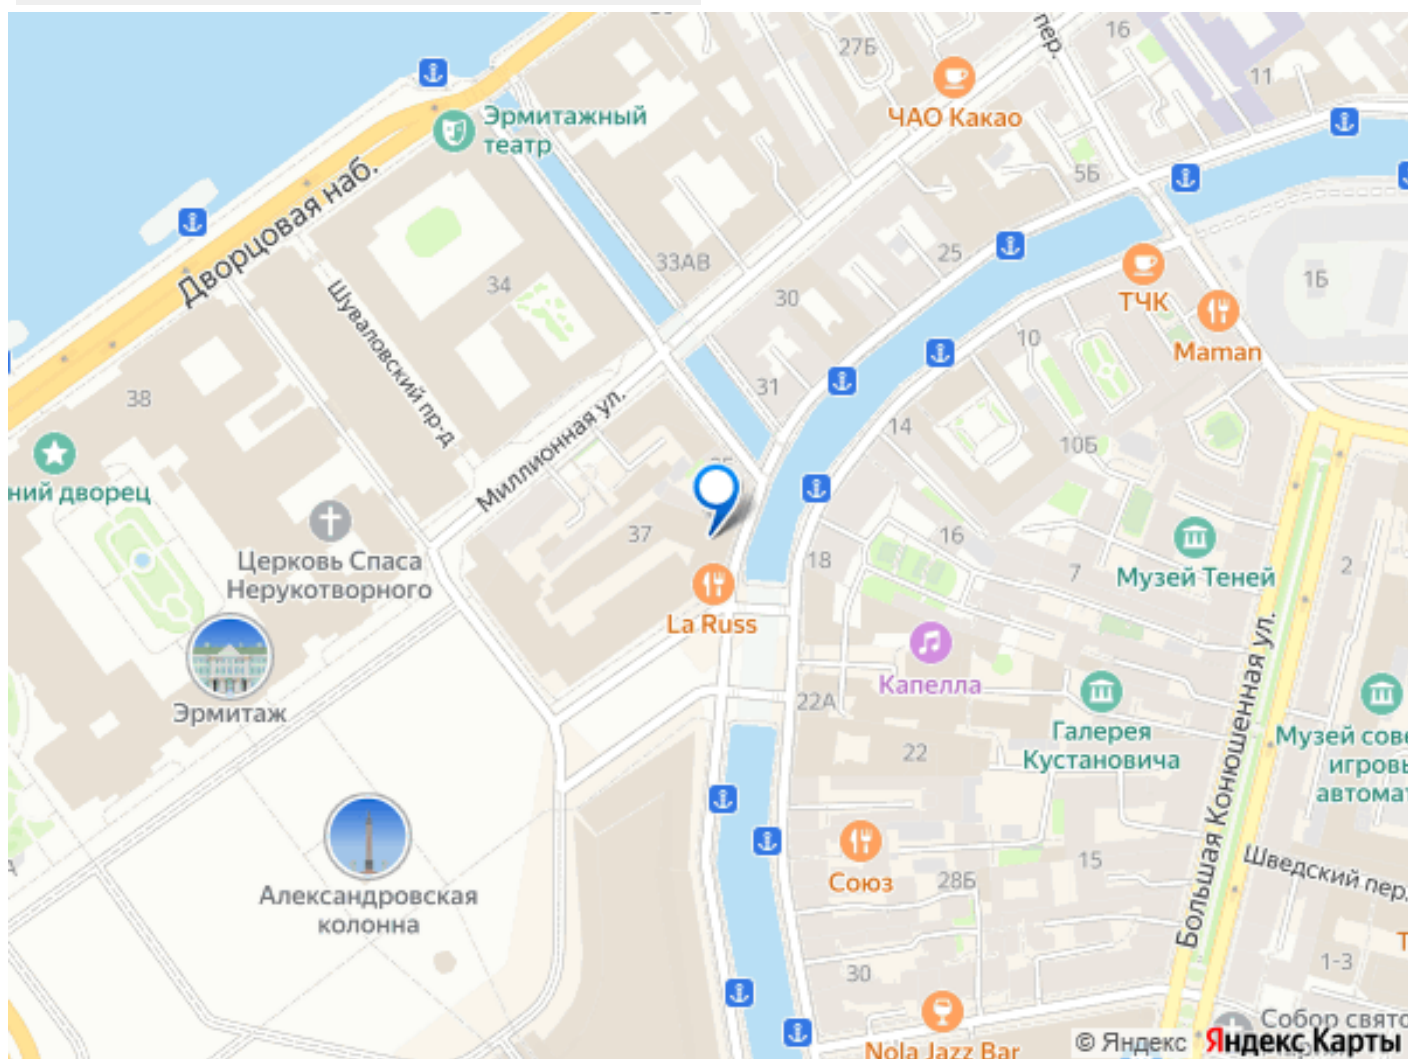 пер.
16
27Б
11
ЧАО Какао
Эрмитажный
театр
5Б
Дворцовая наб.
33АВ
25
34
30
1Б
ТЧК
Шуваловский пр-д
10
Maman
31
38
Миллионная ул.
14
10Б
ний дворец
37
16
18
7
Музей Теней
2
Церковь Спаса
Нерукотворного
La Russ
Капелла
22А
Эрмитаж
22
Галерея
Кустановича
Большая Конюшенная ул.
Музей сове
игровы
автомат
Александровская
колонна
Союз
28Б
15
Шведский пер.
30
1-3
Собор свято
Nola Jazz Bar
© Яндекс Яндекс Карты